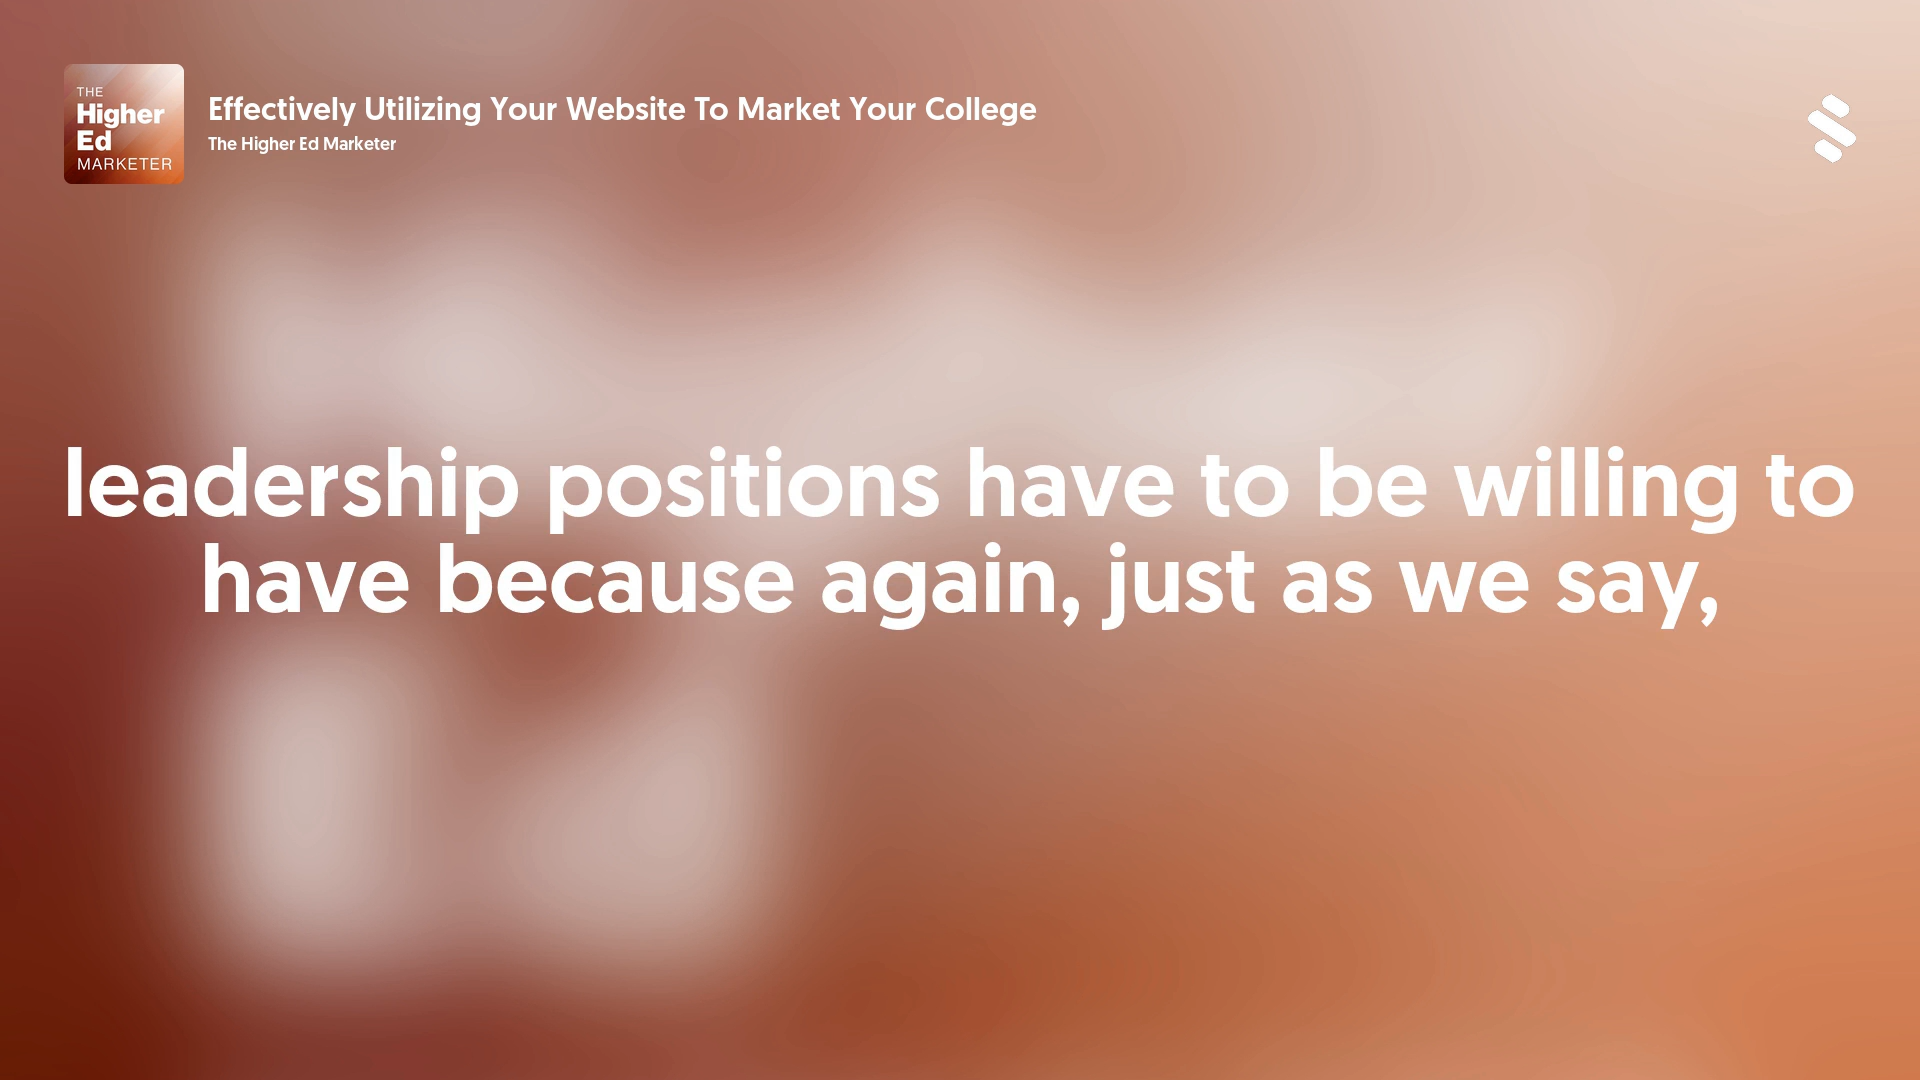 THE
Higher
Ed
MARKETER
Effectively Utilizing Your Website To Market Your College
The Higher Ed Marketer
leadership positions have to be willing to
have because again, just as we say,